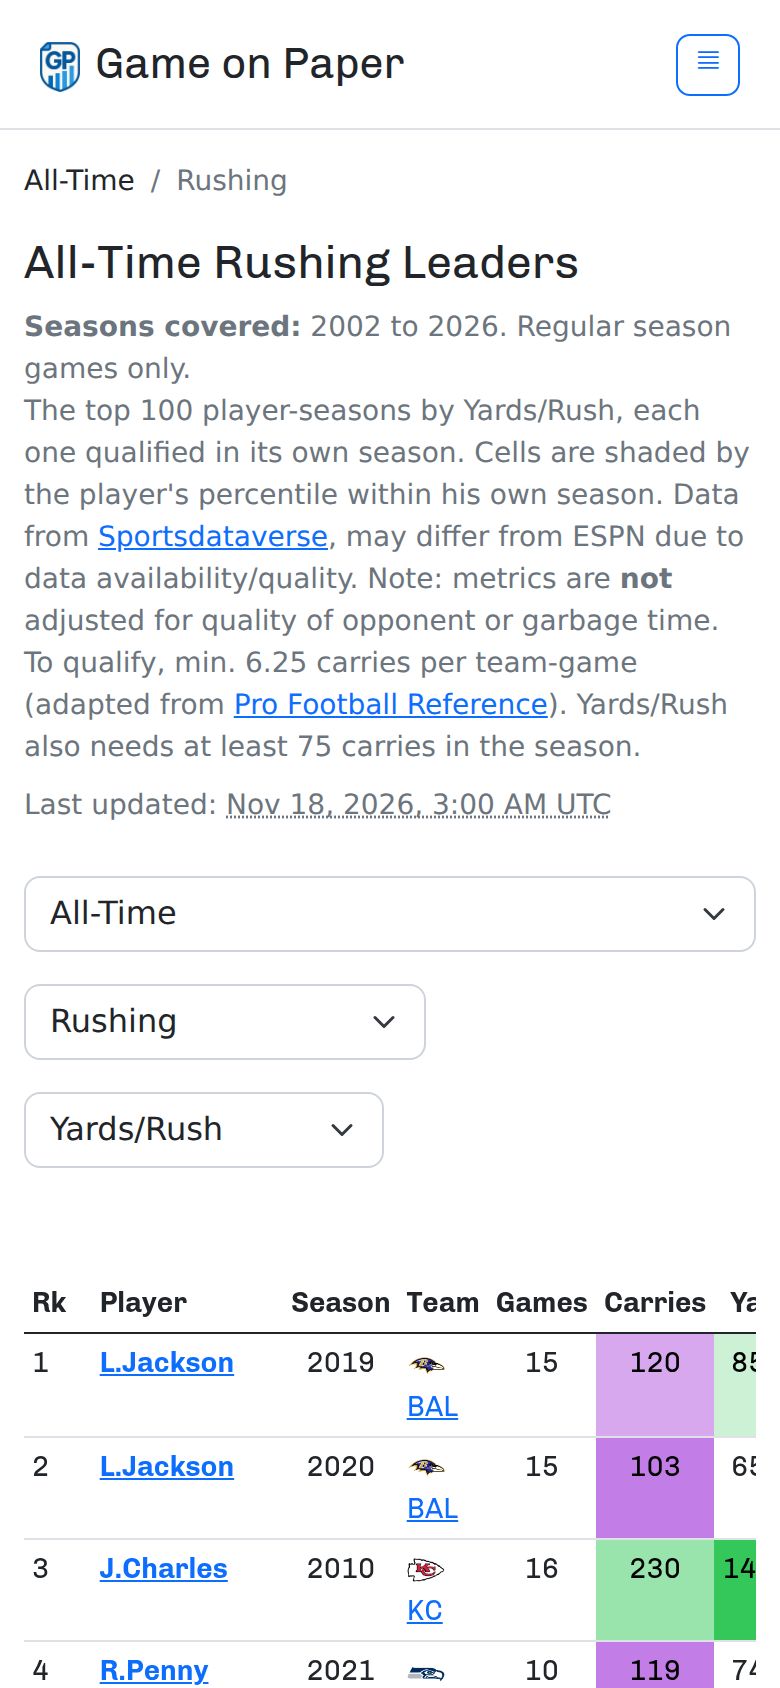 GP Game on Paper
All-Time / Rushing
All-Time Rushing Leaders
Seasons covered: 2002 to 2026. Regular season
games only.
The top 100 player-seasons by Yards/Rush, each
one qualified in its own season. Cells are shaded by
the player's percentile within his own season. Data
from Sportsdataverse, may differ from ESPN due to
data availability/quality. Note: metrics are not
adjusted for quality of opponent or garbage time.
To qualify, min. 6.25 carries per team-game
(adapted from Pro Football Reference). Yards/Rush
also needs at least 75 carries in the season.
Last updated: Nov 18, 2026, 3:00 AM UTC
All-Time
Rushing
Yards/Rush
Rk Player Season Team Games Carries
1 L.Jackson 2019 BAL 15 120
2 L.Jackson 2020 BAL 15 103
3 J.Charles 2010 KC 16 230
4 R.Penny 2021 10 119